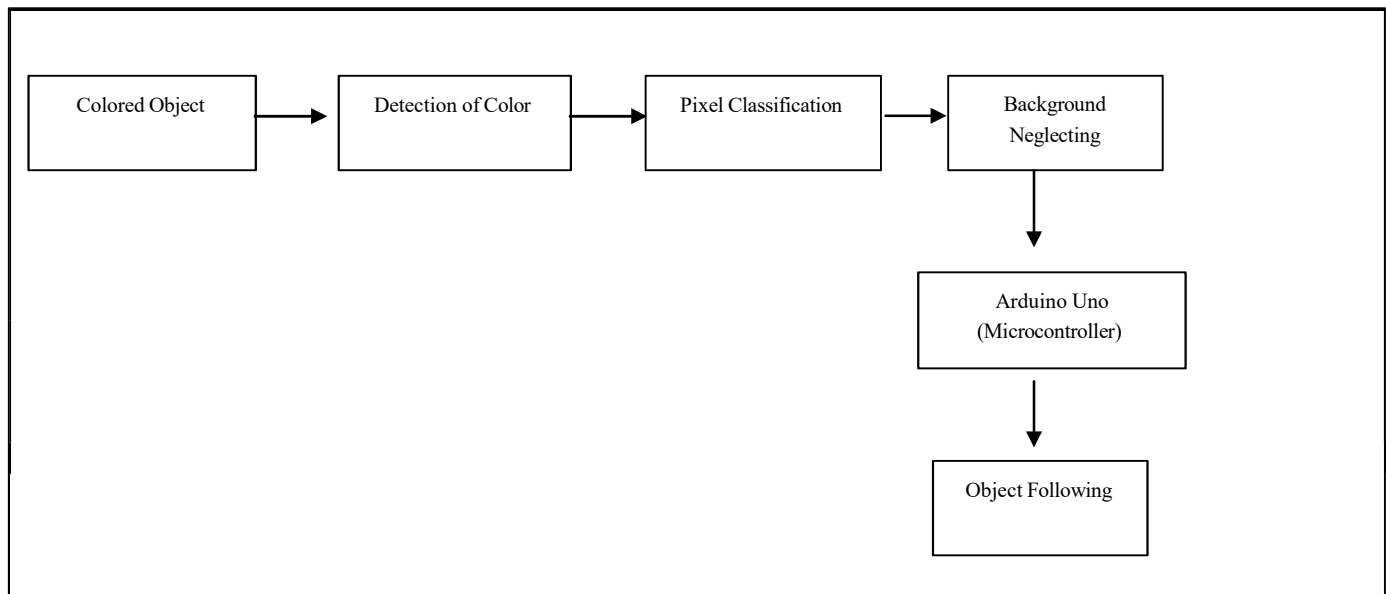 Colored Object
Detection of Color
Pixel Classification
Background
Neglecting
Arduino Uno
(Microcontroller)
Object Following